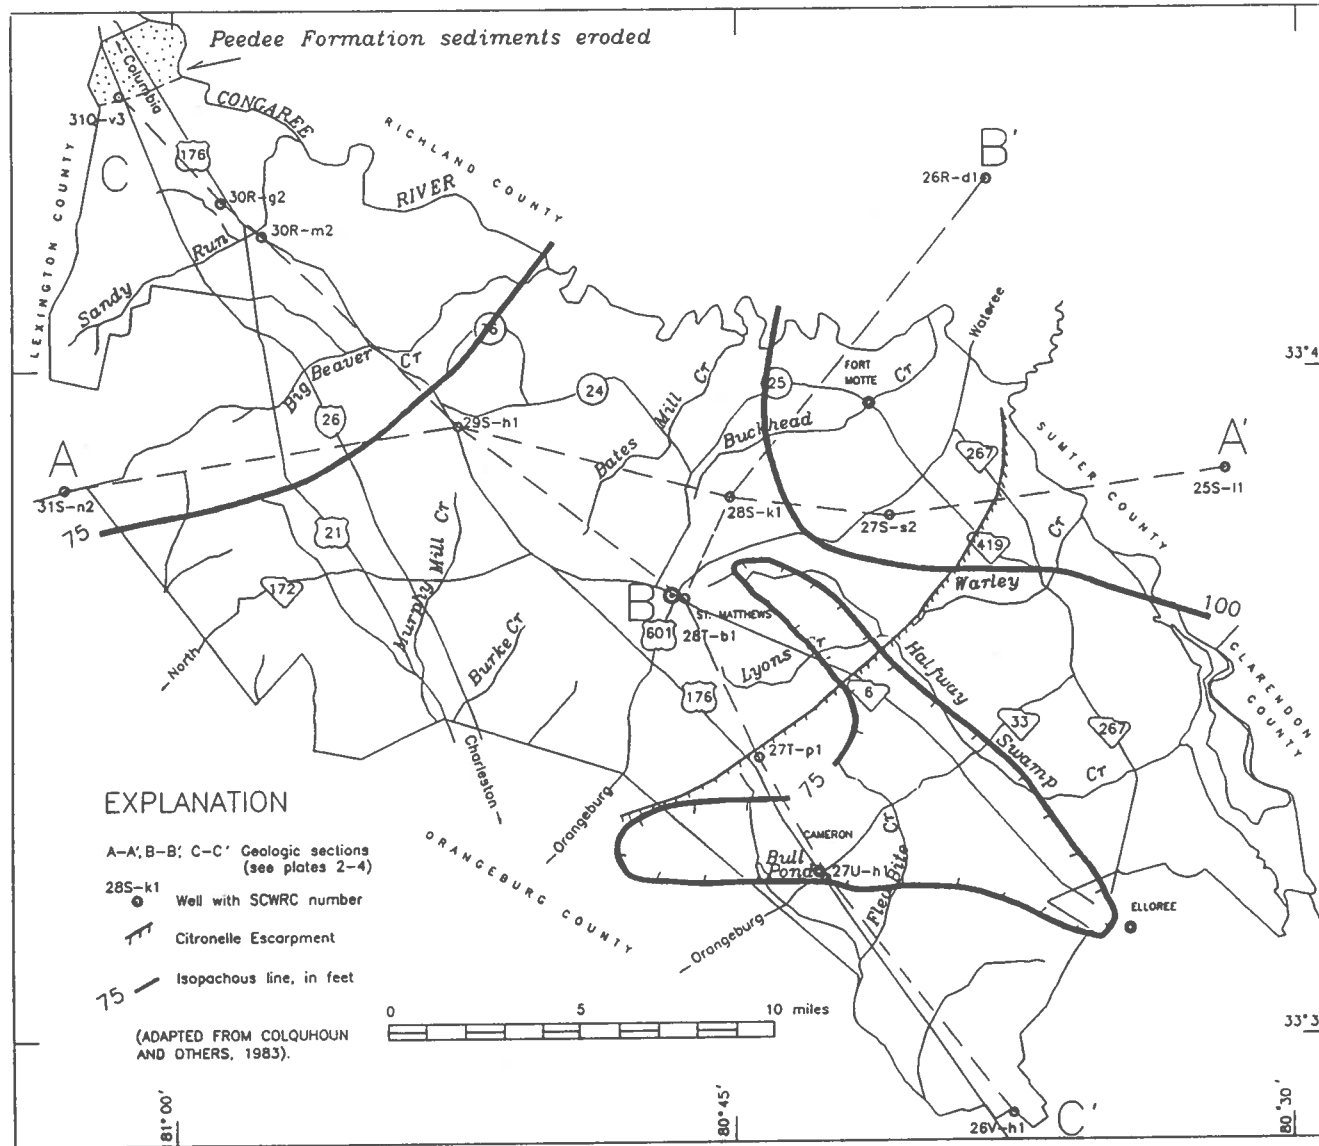 Peedee Formation sediments eroded
Columbia
31Q-v3
CONGAREE
RICHLAND COUNTY
B'
176
C
26R-d1
LEXINGTON COUNTY
30R-g2
RIVER
30R-m2
Sandy Run
Wateree
33°4
FORT
MOTTE
Cr
Big Beaver Cr
24
25
Bates Mill Cr
26
29S-h1
Buckhead
267
SUMTER COUNTY
A
A'
31S-n2
25S-l1
28S-k1
27S-s2
75
21
Murphy Mill Cr
419
Cr
Warley
172
B
ST. MATTHEWS
100
601
28T-b1
Burke Cr
Lyons Cr
Halfway
CLARENDON
COUNTY
North
176
6
33
267
Swamp
Cr
27T-p1
75
Charleston
EXPLANATION
Orangeburg
A-A', B-B', C-C' Geologic sections
(see plates 2-4)
ORANGEBURG COUNTY
CAMERON
Bull
Pond
27U-h1
Flea Bite Cr
28S-k1
Well with SCWRC number
ELLOREE
Citronelle Escarpment
Orangeburg
75
Isopachous line, in feet
0 5 10 miles
(ADAPTED FROM COLQUHOUN
AND OTHERS, 1983).
33°3
81°00'
80°45'
80°30'
26V-h1
C'